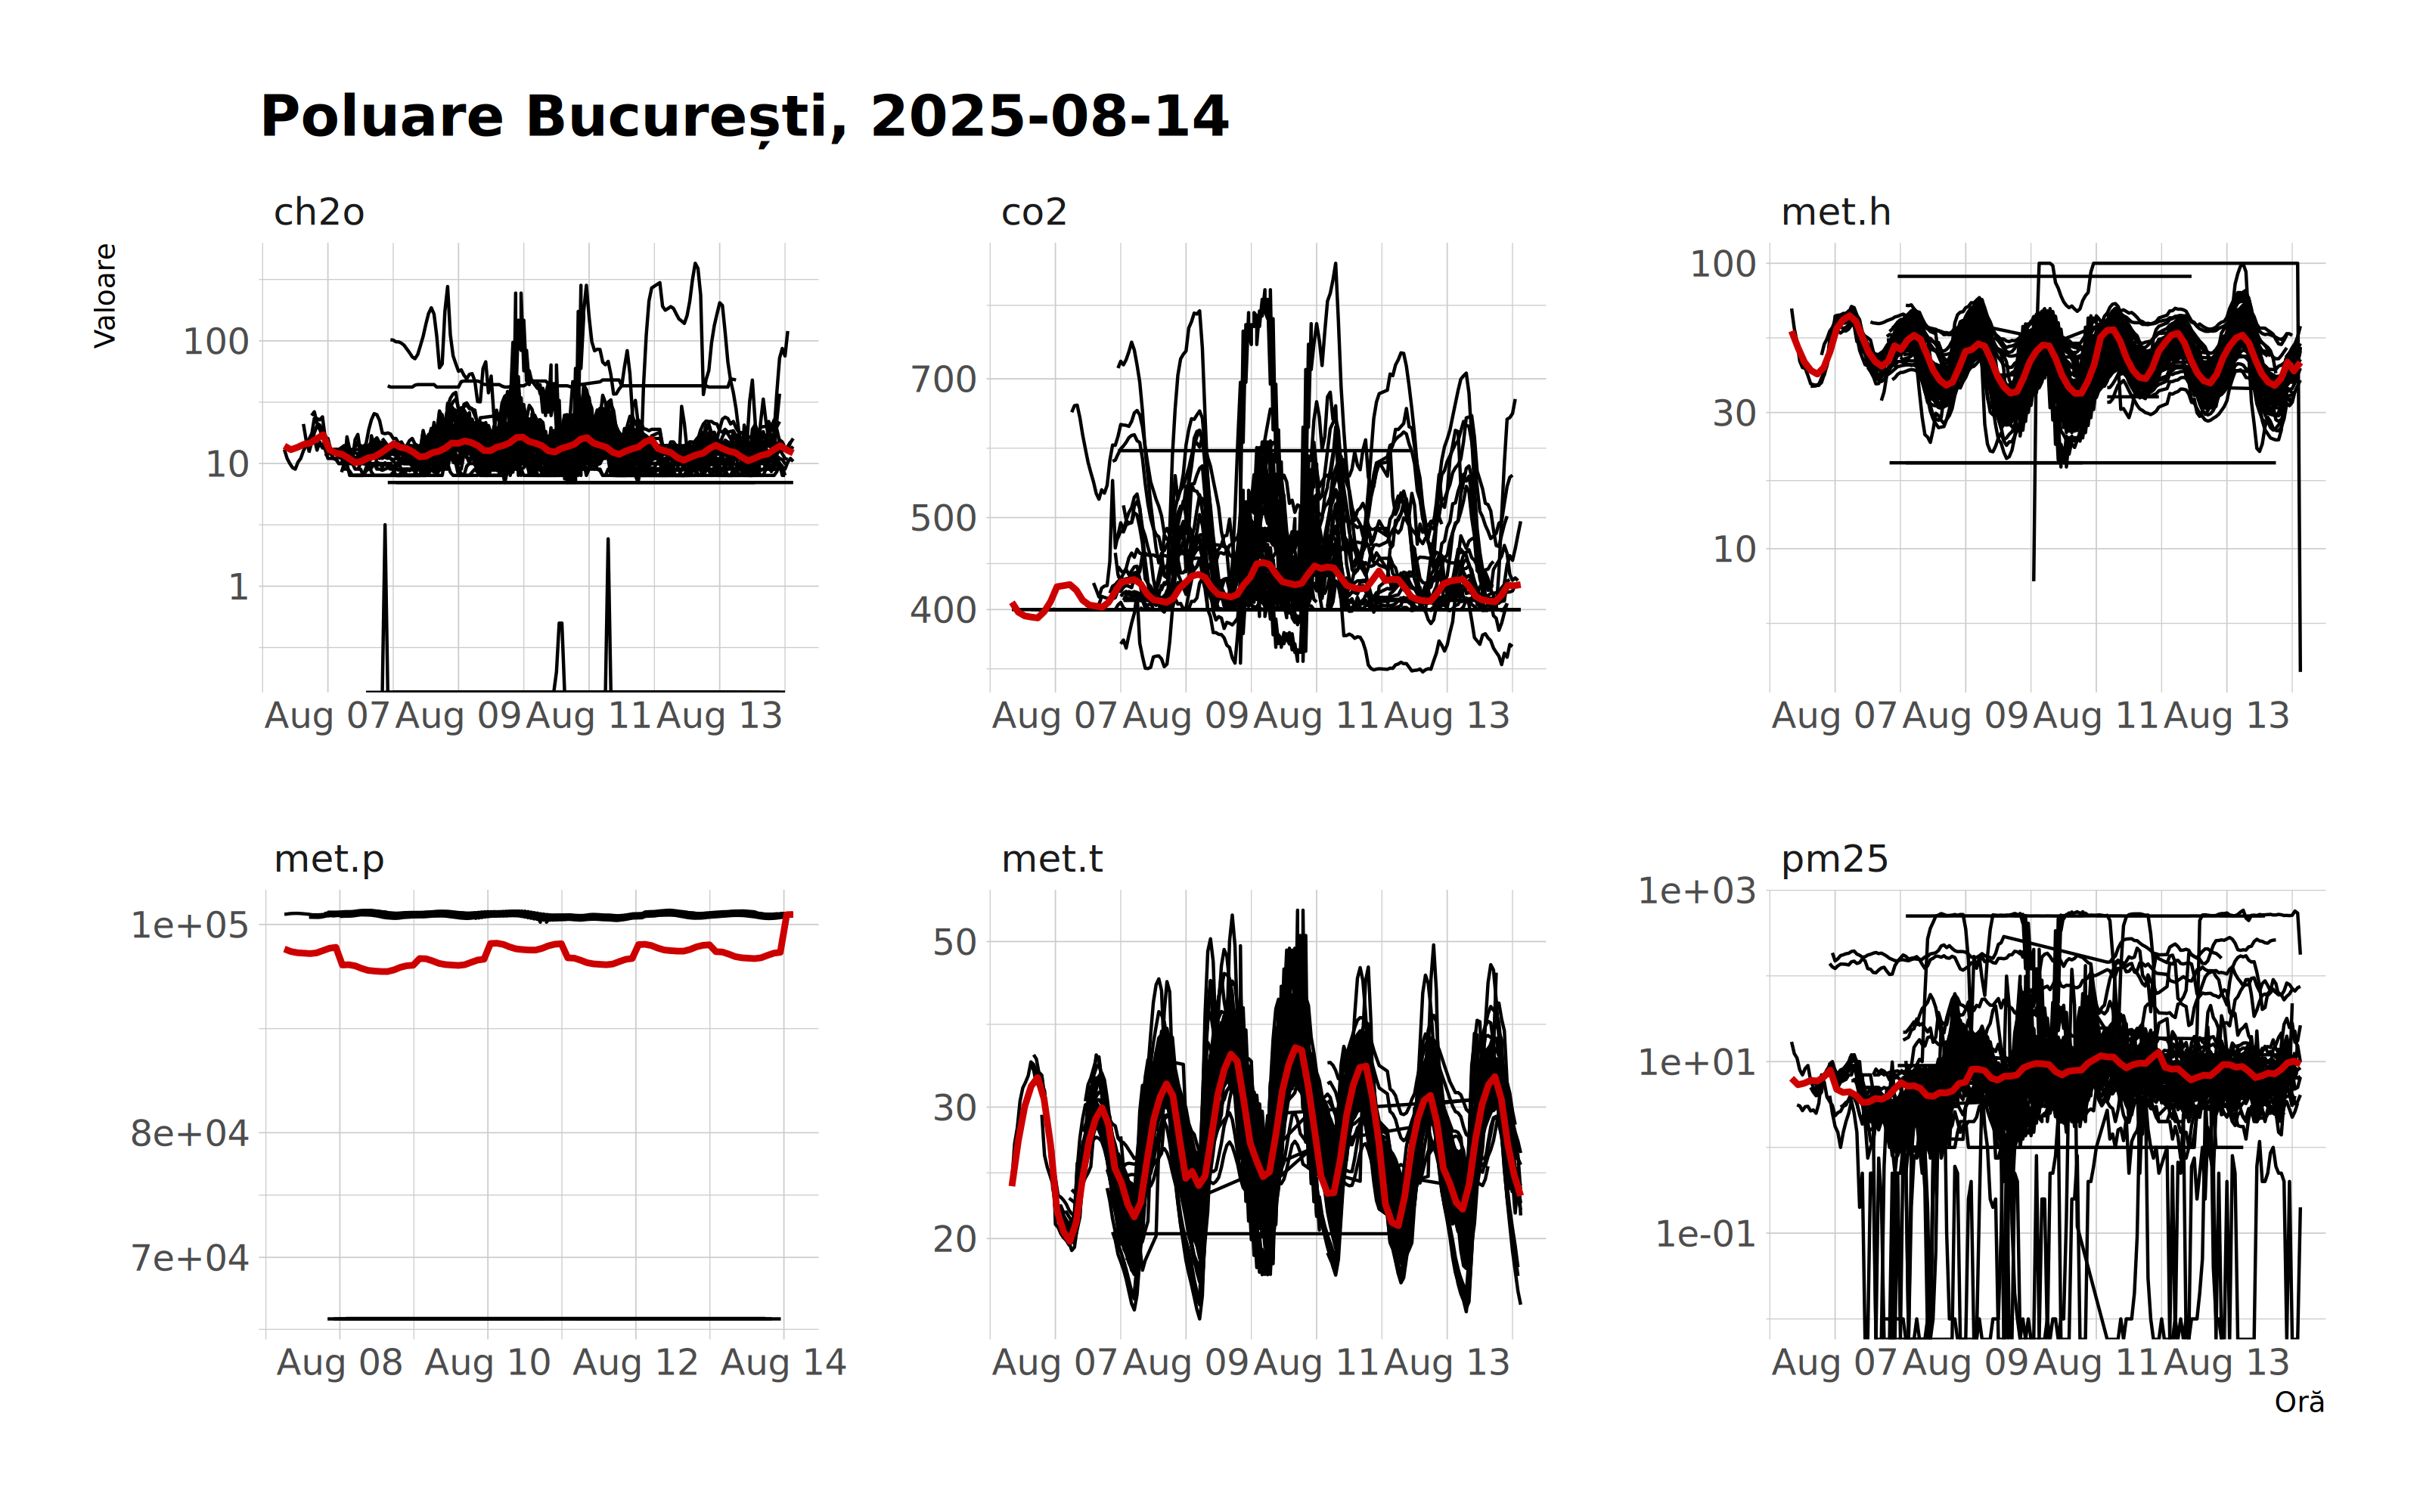 Poluare București, 2025-08-14
Valoare
ch2o
100
10
1
Aug 07 Aug 09 Aug 11 Aug 13
co2
700
500
400
Aug 07 Aug 09 Aug 11 Aug 13
met.h
100
30
10
Aug 07 Aug 09 Aug 11 Aug 13
met.p
1e+05
8e+04
7e+04
Aug 08 Aug 10 Aug 12 Aug 14
met.t
50
30
20
Aug 07 Aug 09 Aug 11 Aug 13
pm25
1e+03
1e+01
1e-01
Aug 07 Aug 09 Aug 11 Aug 13
Oră